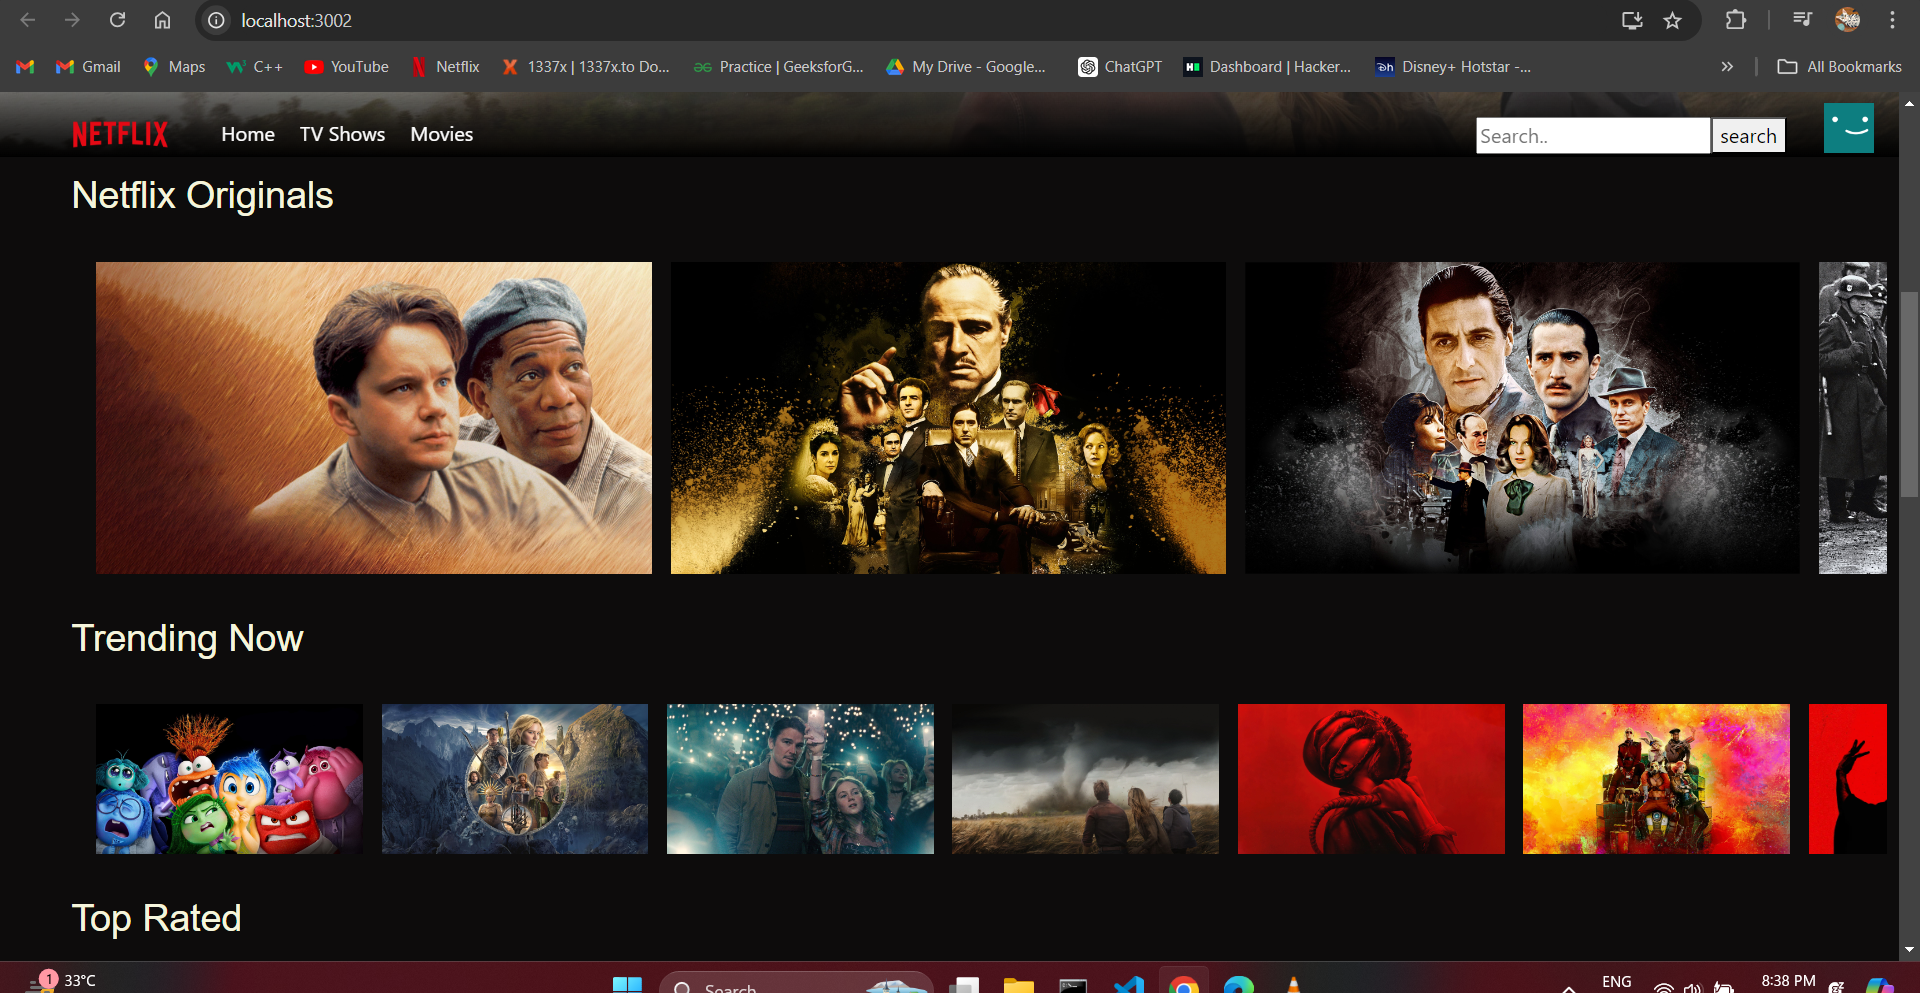 localhost:3002
Gmail Maps C++ YouTube Netflix 1337x | 1337x.to Do... Practice | GeeksforG... My Drive - Google... ChatGPT Dashboard | Hacker... Disney+ Hotstar -... » All Bookmarks
NETFLIX Home TV Shows Movies Search.. search
Netflix Originals
Trending Now
Top Rated
1 33°C Search ENG 8:38 PM